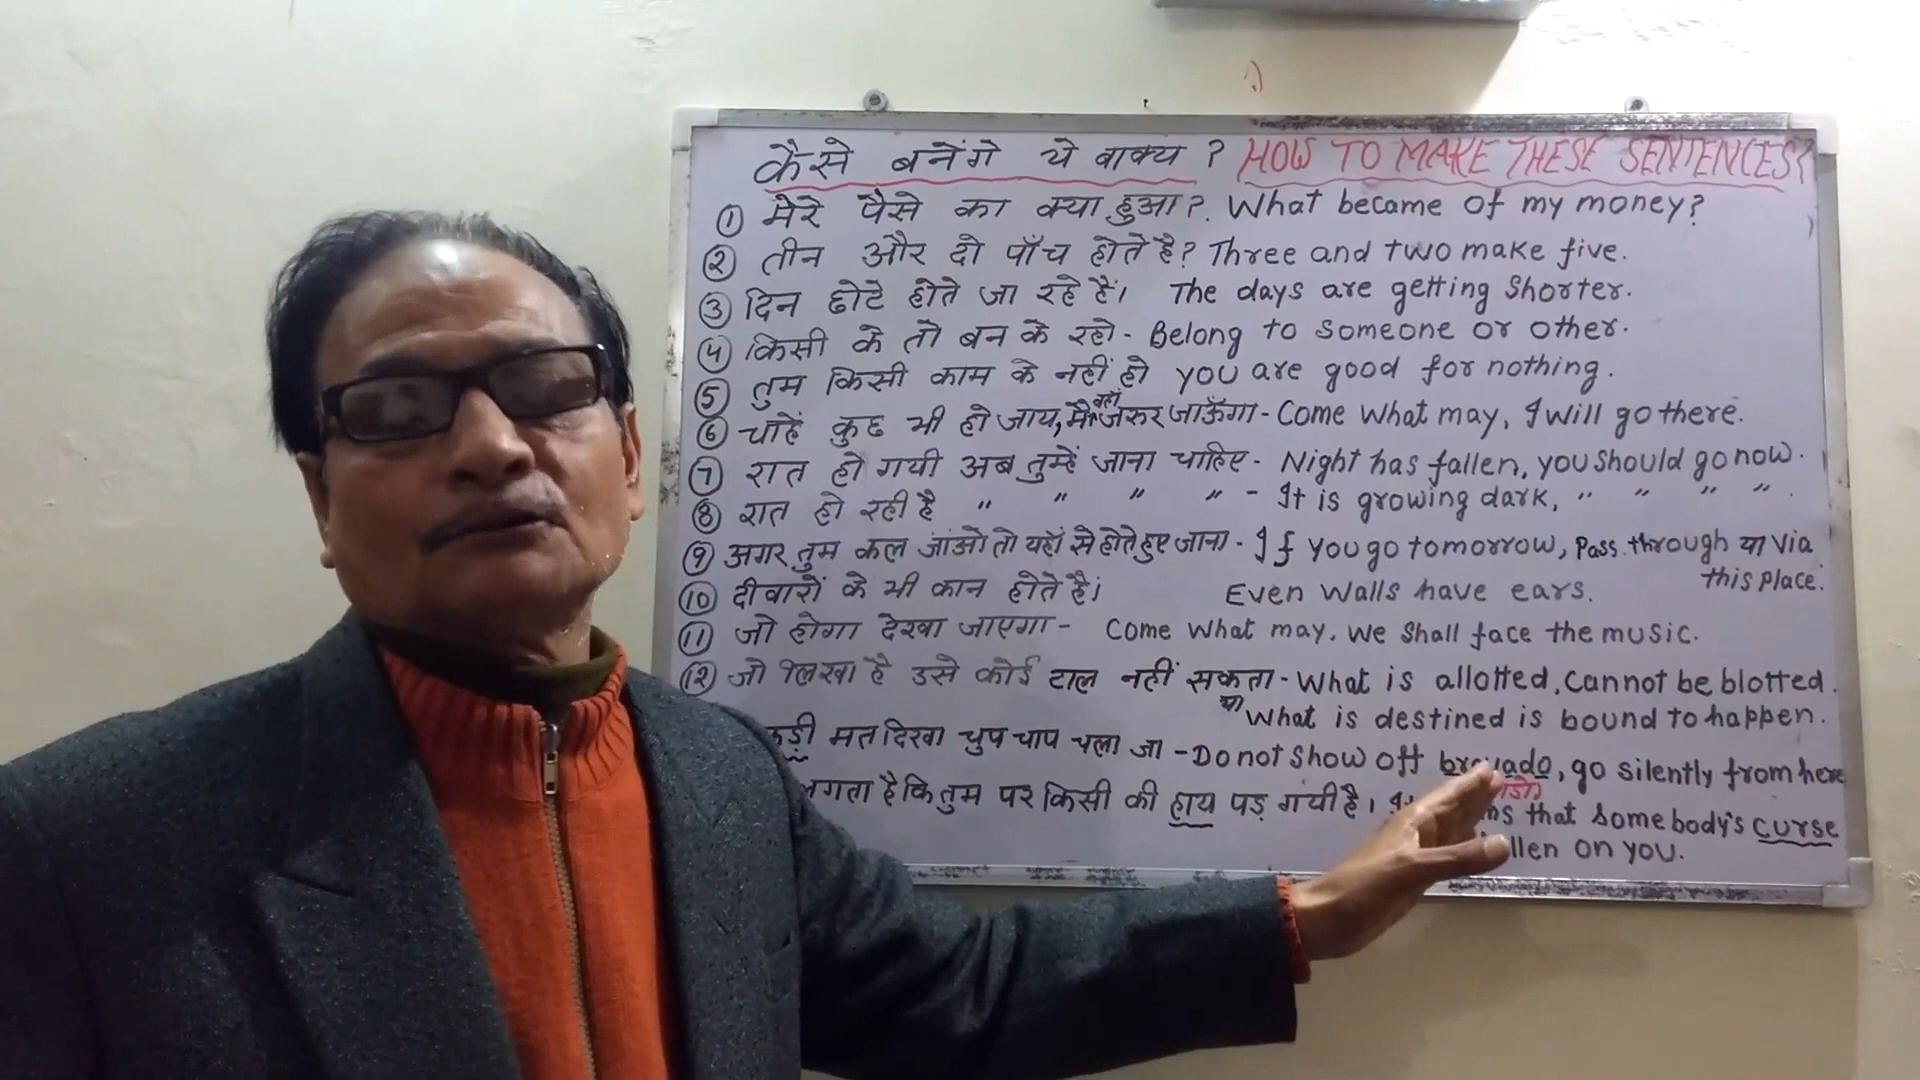 कैसे बनेंगे ये वाक्य? HOW TO MAKE THESE SENTENCES?
① मेरे पैसे का क्या हुआ?. What became of my money?
② तीन और दो पाँच होते है? Three and two make five.
③ दिन छोटे होते जा रहे हैं। The days are getting Shorter.
④ किसी के तो बन के रहो - Belong to someone or other.
⑤ तुम किसी काम के नहीं हो you are good for nothing.
⑥ चाहें कुछ भी हो जाय, मैं वहाँ जरूर जाऊँगा - Come what may, I will go there.
⑦ रात हो गयी अब तुम्हें जाना चाहिए - Night has fallen, you should go now.
⑧ रात हो रही है " " " " - It is growing dark, " " " ".
⑨ अगर तुम कल जाओ तो यहाँ से होते हुए जाना - If you go tomorrow, Pass through या via
this place.
⑩ दीवारों के भी कान होते है। Even walls have ears.
⑪ जो होगा देखा जाएगा - Come what may, we shall face the music.
⑫ जो लिखा है उसे कोई टाल नहीं सकता - What is allotted, cannot be blotted.
या What is destined is bound to happen.
मत दिखा चुप चाप चला जा - Do not show off bravado, go silently from here
लगता है कि तुम पर किसी की हाय पड़ गयी है। that somebody's curse
on you.